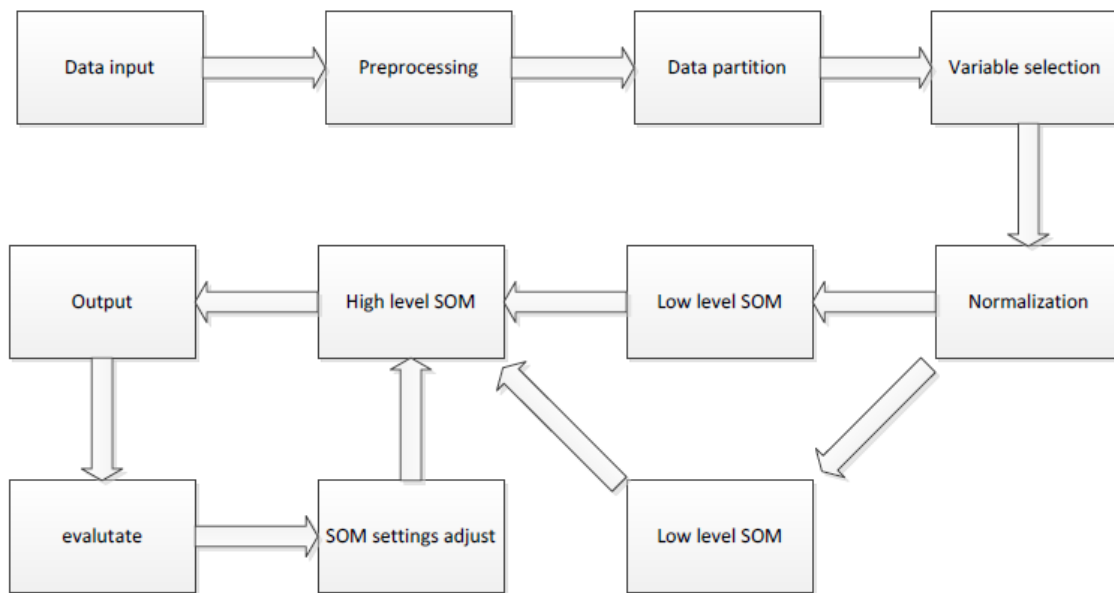 Data input
Preprocessing
Data partition
Variable selection
Output
High level SOM
Low level SOM
Normalization
evalutate
SOM settings adjust
Low level SOM